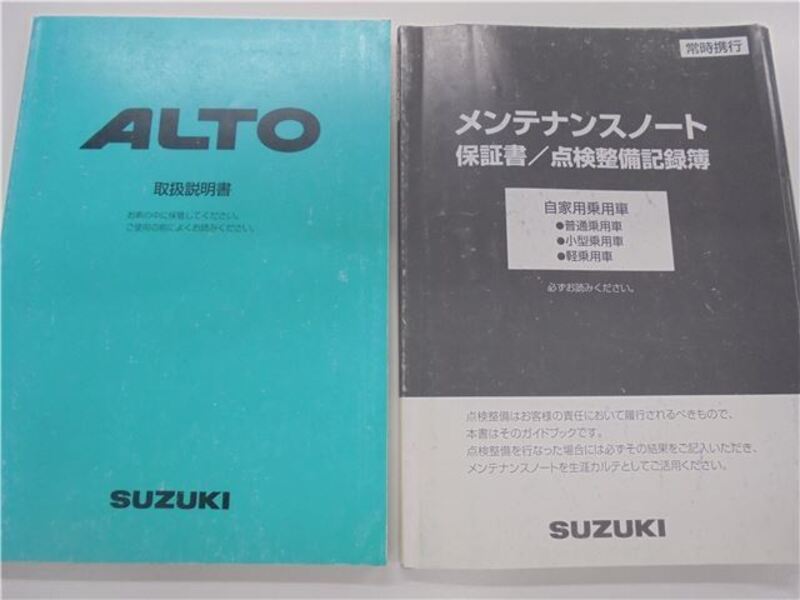 ALTO
取扱説明書
お車の中に保管してください。
ご使用の前によくお読みください。
SUZUKI
常時携行
メンテナンスノート
保証書／点検整備記録簿
自家用乗用車
●普通乗用車
●小型乗用車
●軽乗用車
必ずお読みください。
点検整備はお客様の責任において履行されるべきもので、
本書はそのガイドブックです。
点検整備を行なった場合には必ずその結果をご記入いただき、
メンテナンスノートを生涯カルテとしてご活用ください。
SUZUKI